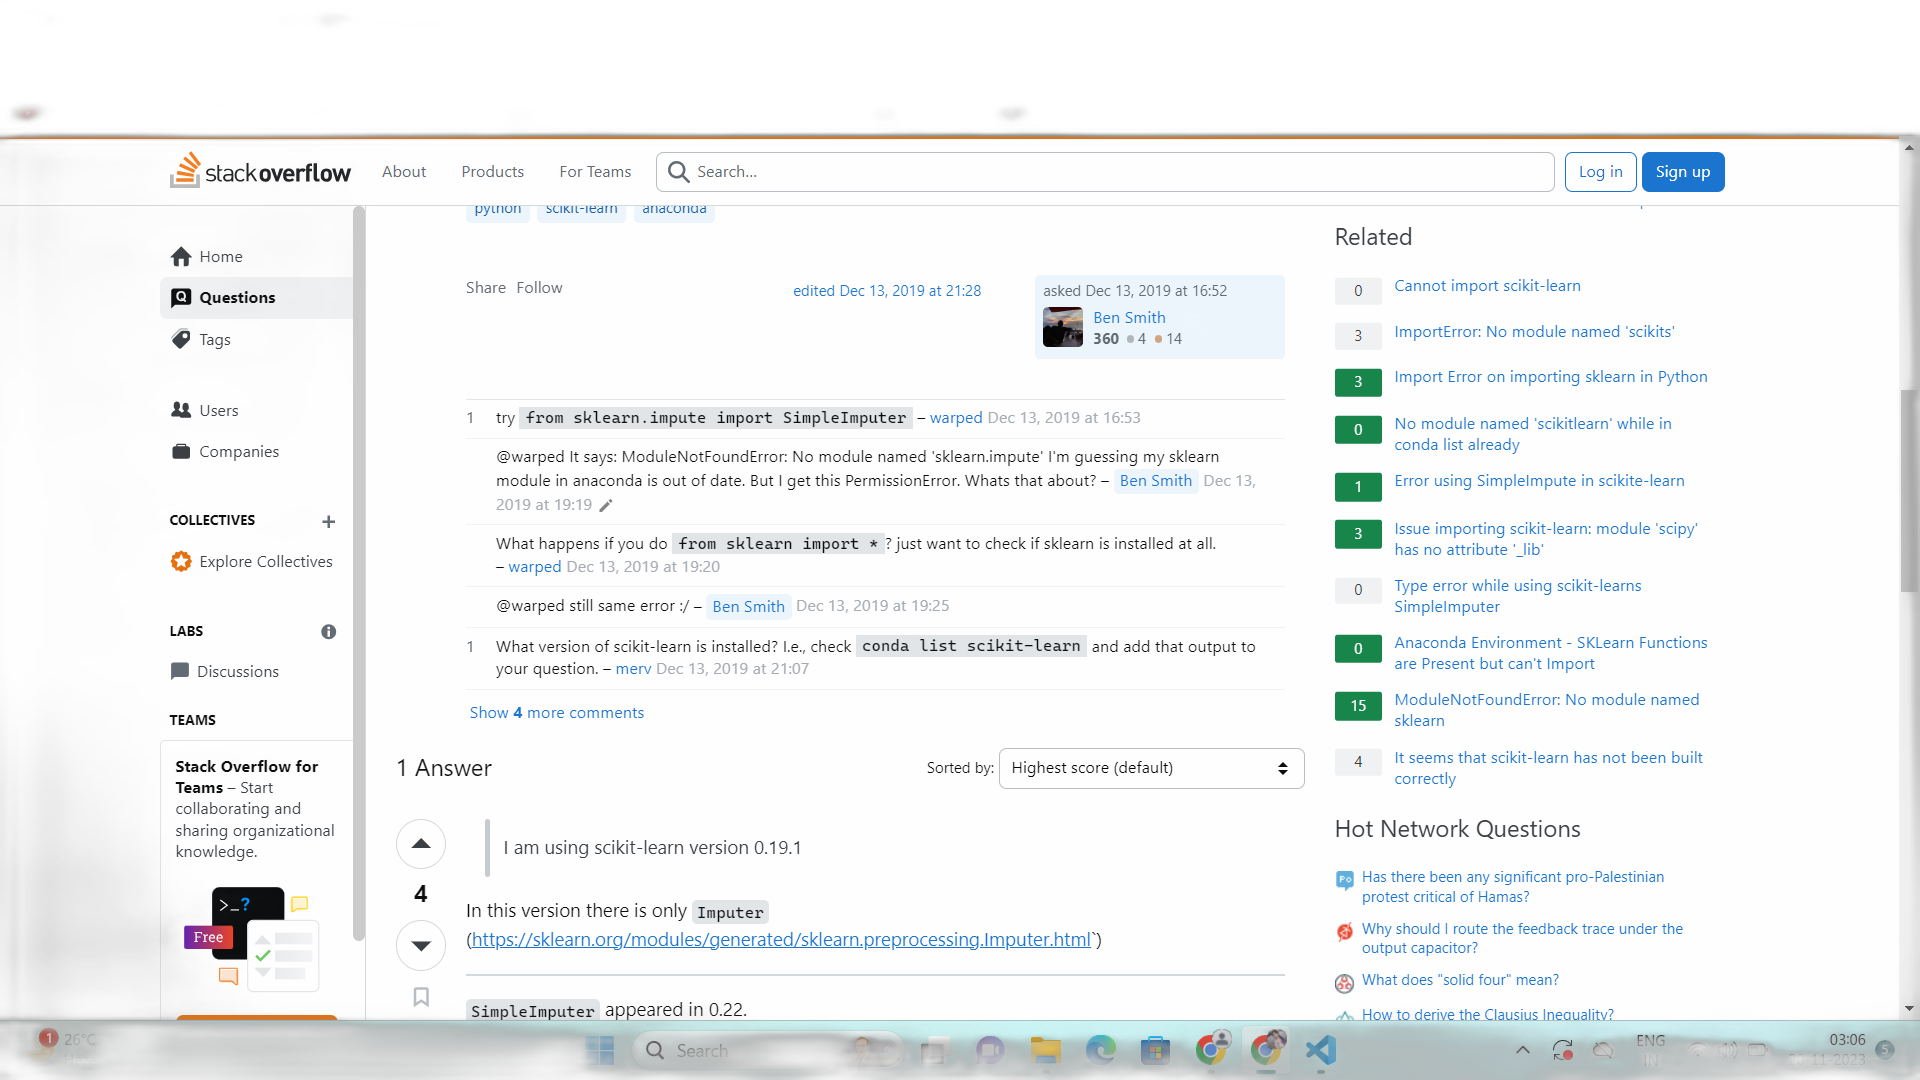 stackoverflow
About
Products
For Teams
Search...
Log in
Sign up
Home
Questions
Tags
Users
Companies
COLLECTIVES
Explore Collectives
LABS
Discussions
TEAMS
Stack Overflow for
Teams – Start
collaborating and
sharing organizational
knowledge.
>_?
Free
python scikit-learn anaconda
Share Follow
edited Dec 13, 2019 at 21:28
asked Dec 13, 2019 at 16:52
Ben Smith
360 4 14
1 try from sklearn.impute import SimpleImputer – warped Dec 13, 2019 at 16:53
@warped It says: ModuleNotFoundError: No module named 'sklearn.impute' I'm guessing my sklearn
module in anaconda is out of date. But I get this PermissionError. Whats that about? – Ben Smith Dec 13,
2019 at 19:19
What happens if you do from sklearn import * ? just want to check if sklearn is installed at all.
– warped Dec 13, 2019 at 19:20
@warped still same error :/ – Ben Smith Dec 13, 2019 at 19:25
1 What version of scikit-learn is installed? I.e., check conda list scikit-learn and add that output to
your question. – merv Dec 13, 2019 at 21:07
Show 4 more comments
1 Answer
Sorted by: Highest score (default)
4
I am using scikit-learn version 0.19.1
In this version there is only Imputer
(https://sklearn.org/modules/generated/sklearn.preprocessing.Imputer.html`)
SimpleImputer appeared in 0.22.
Related
0 Cannot import scikit-learn
3 ImportError: No module named 'scikits'
3 Import Error on importing sklearn in Python
0 No module named 'scikitlearn' while in
conda list already
1 Error using SimpleImpute in scikite-learn
3 Issue importing scikit-learn: module 'scipy'
has no attribute '_lib'
0 Type error while using scikit-learns
SimpleImputer
0 Anaconda Environment - SKLearn Functions
are Present but can't Import
15 ModuleNotFoundError: No module named
sklearn
4 It seems that scikit-learn has not been built
correctly
Hot Network Questions
Has there been any significant pro-Palestinian
protest critical of Hamas?
Why should I route the feedback trace under the
output capacitor?
What does "solid four" mean?
How to derive the Clausius Inequality?
1
26°C
Search
ENG
03:06
5